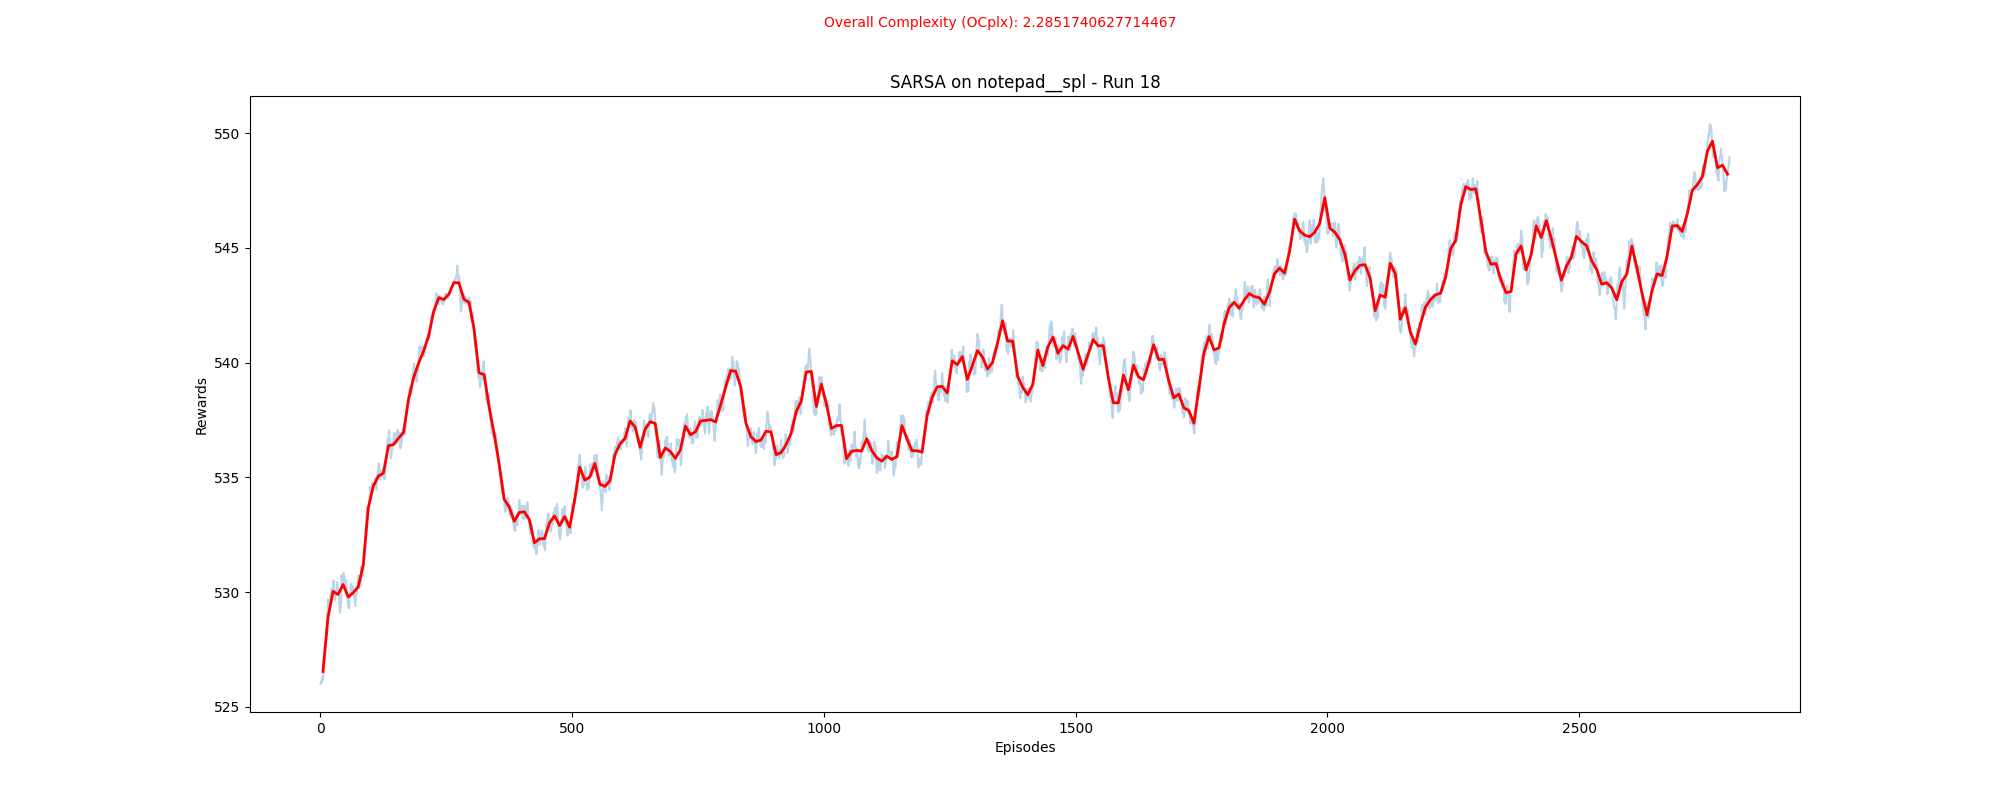 Overall Complexity (OCplx): 2.2851740627714467
SARSA on notepad__spl - Run 18
Rewards
550
545
540
535
530
525
0 500 1000 1500 2000 2500
Episodes